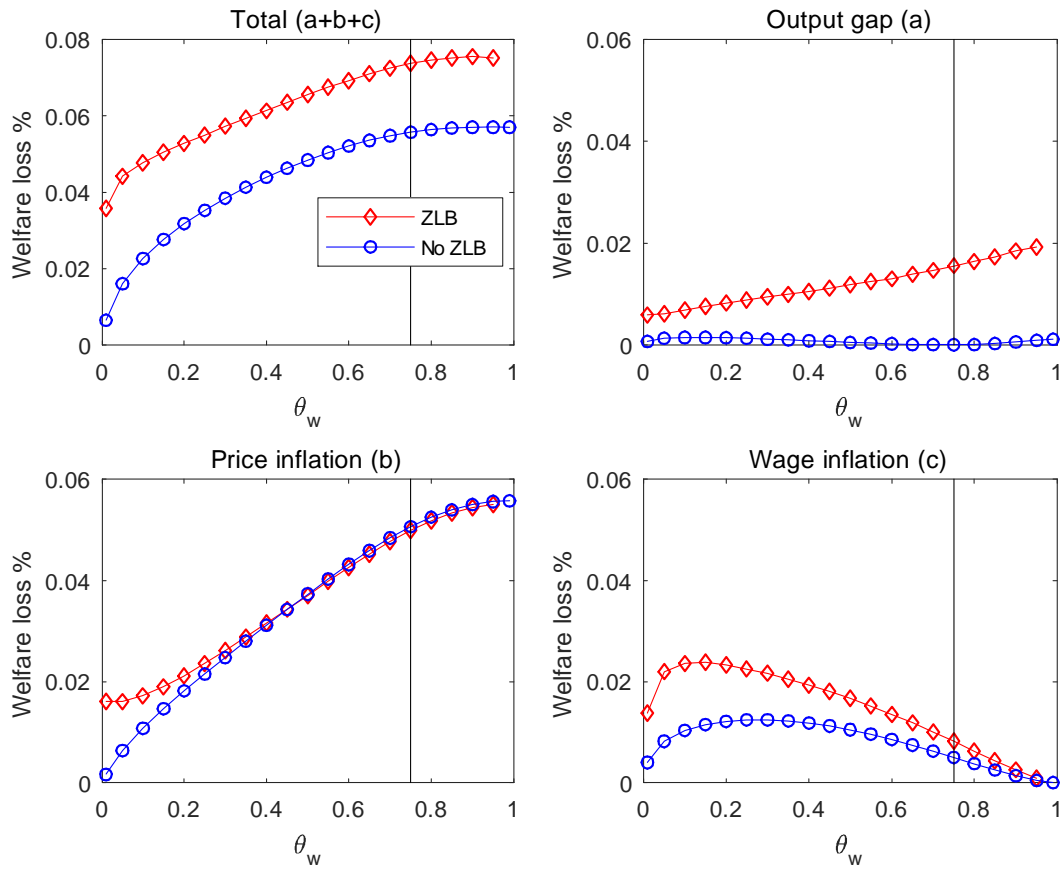 Total (a+b+c)
Welfare loss %
0.08
0.06
0.04
0.02
0
ZLB
No ZLB
0 0.2 0.4 0.6 0.8 1
θw
Output gap (a)
Welfare loss %
0.06
0.04
0.02
0
0 0.2 0.4 0.6 0.8 1
θw
Price inflation (b)
Welfare loss %
0.06
0.04
0.02
0
0 0.2 0.4 0.6 0.8 1
θw
Wage inflation (c)
Welfare loss %
0.06
0.04
0.02
0
0 0.2 0.4 0.6 0.8 1
θw